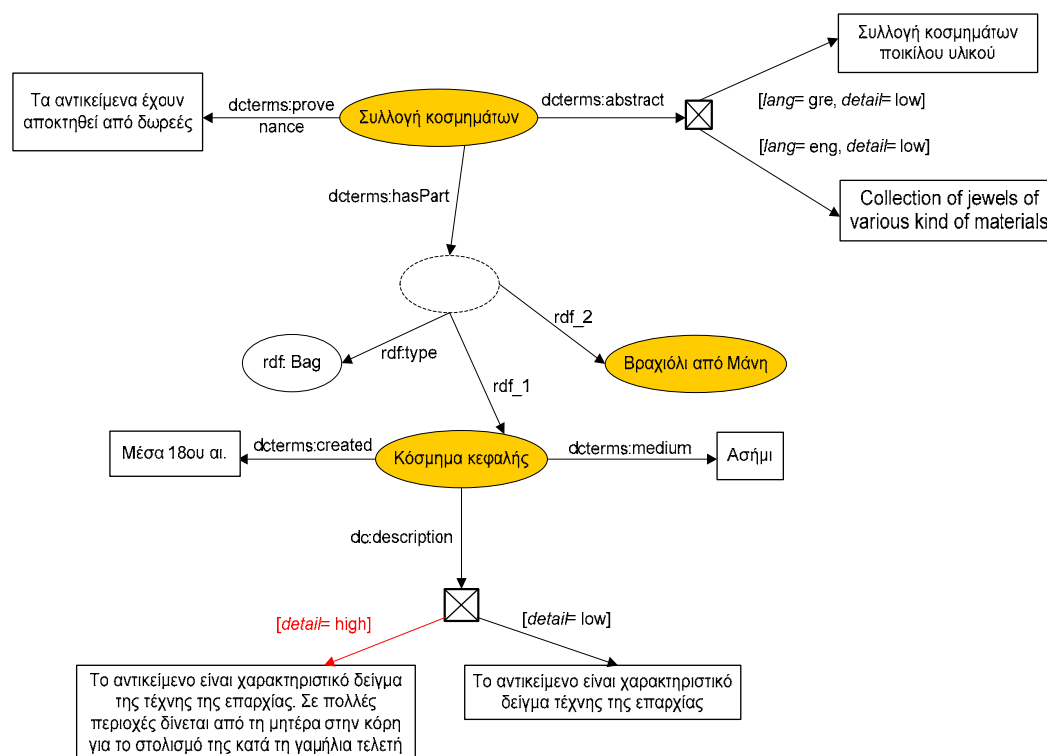 Συλλογή κοσμημάτων
ποικίλου υλικού
Τα αντικείμενα έχουν
αποκτηθεί από δωρεές
dcterms:prove
nance
Συλλογή κοσμημάτων
dcterms:abstract
[lang= gre, detail= low]
[lang= eng, detail= low]
Collection of jewels of
various kind of materials
dcterms:hasPart
rdf_2
rdf: Bag
rdf:type
Βραχιόλι από Μάνη
rdf_1
Μέσα 18ου αι.
dcterms:created
Κόσμημα κεφαλής
dcterms:medium
Ασήμι
dc:description
[detail= high]
[detail= low]
Το αντικείμενο είναι χαρακτηριστικό δείγμα
της τέχνης της επαρχίας. Σε πολλές
περιοχές δίνεται από τη μητέρα στην κόρη
για το στολισμό της κατά τη γαμήλια τελετή
Το αντικείμενο είναι χαρακτηριστικό
δείγμα τέχνης της επαρχίας